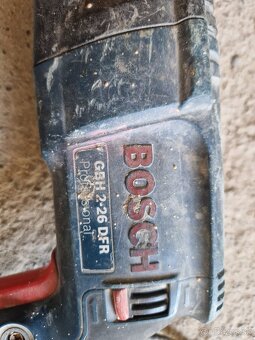 BOSCH
GBH 2-26 DFR
Professional